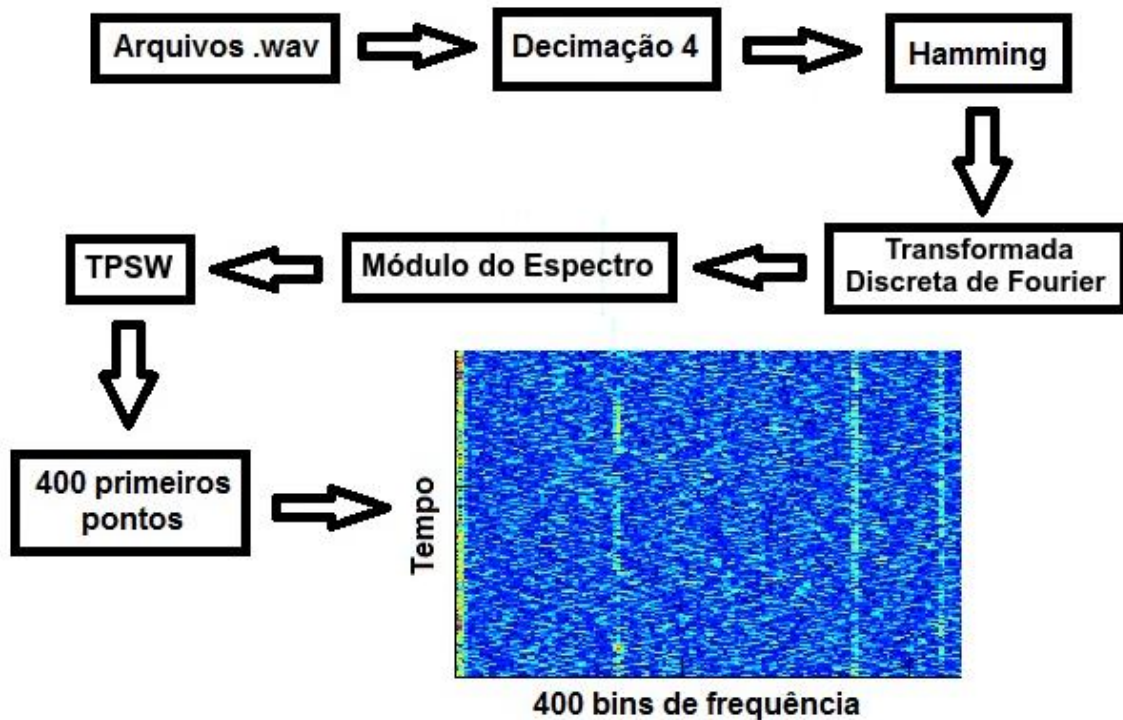 Arquivos .wav
Decimação 4
Hamming
Transformada
Discreta de Fourier
Módulo do Espectro
TPSW
400 primeiros
pontos
Tempo
400 bins de frequência